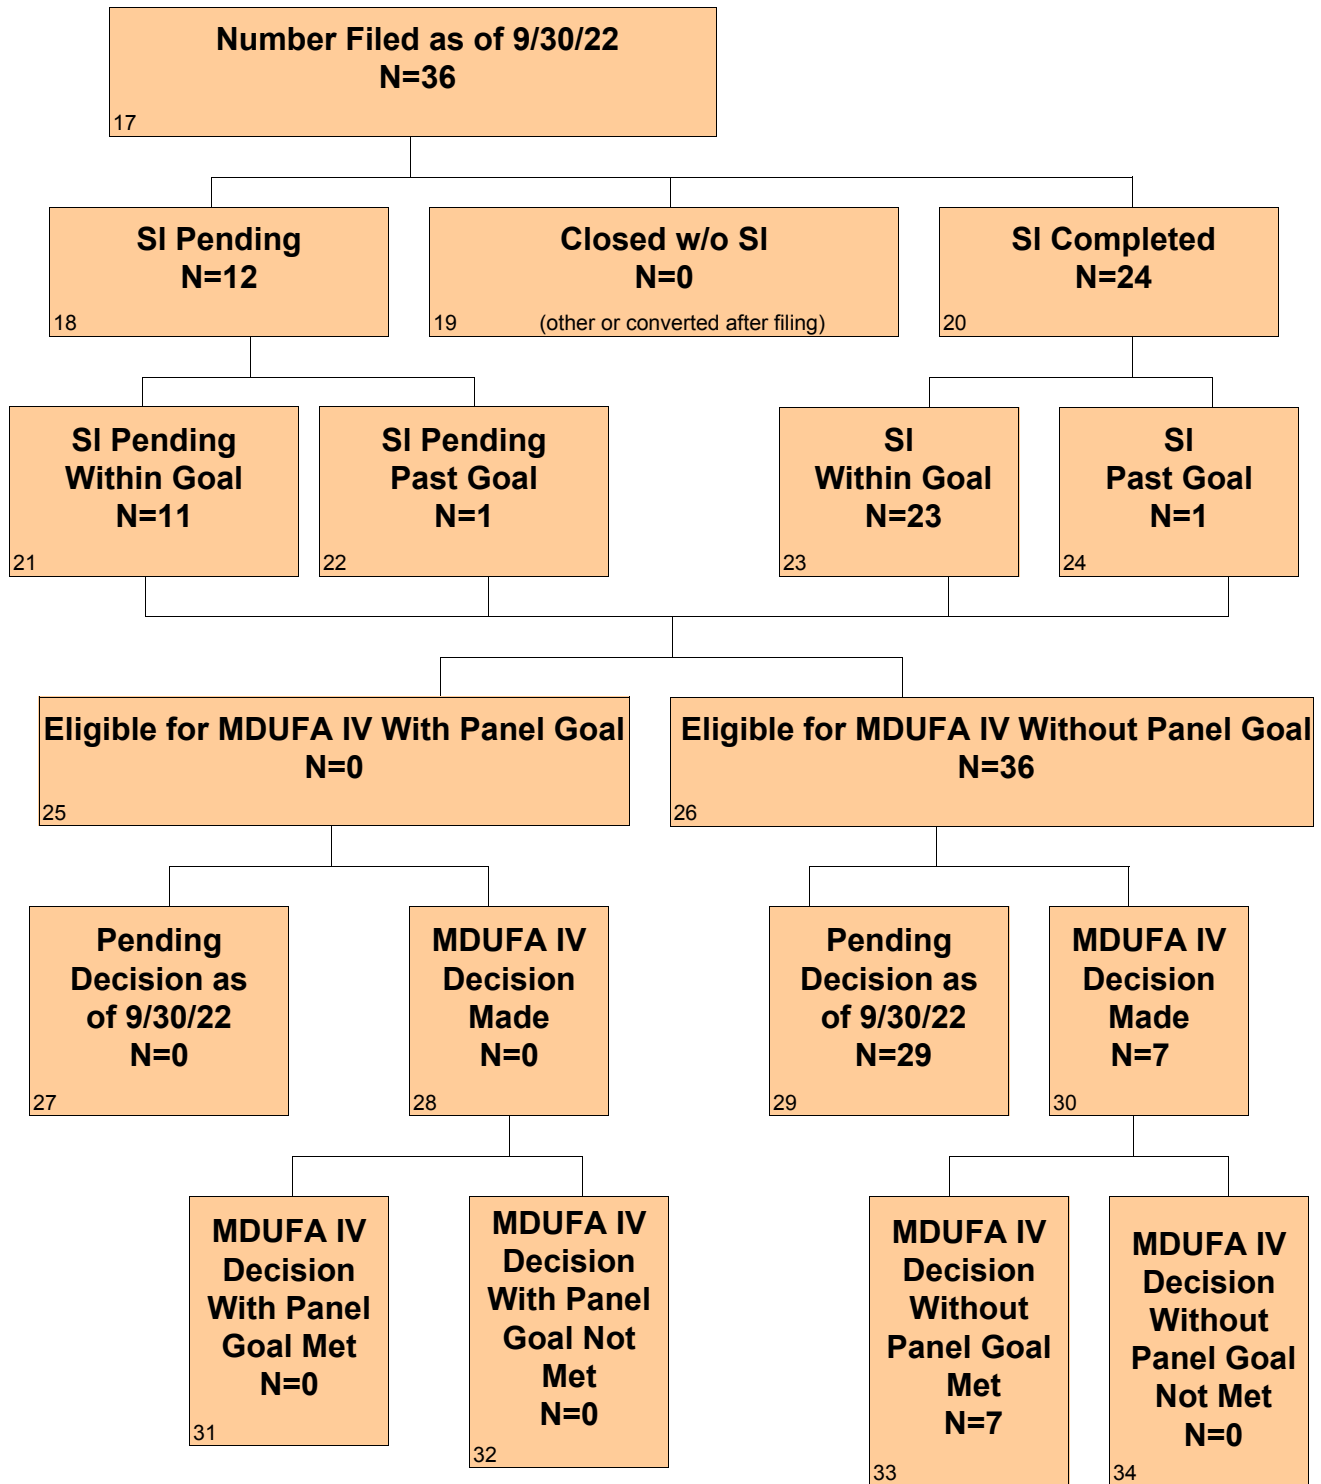 Number Filed as of 9/30/22
N=36
17
SI Pending
N=12
18
Closed w/o SI
N=0
19 (other or converted after filing)
SI Completed
N=24
20
SI Pending
Within Goal
N=11
21
SI Pending
Past Goal
N=1
22
SI
Within Goal
N=23
23
SI
Past Goal
N=1
24
Eligible for MDUFA IV With Panel Goal
N=0
25
Eligible for MDUFA IV Without Panel Goal
N=36
26
Pending
Decision as
of 9/30/22
N=0
27
MDUFA IV
Decision
Made
N=0
28
Pending
Decision as
of 9/30/22
N=29
29
MDUFA IV
Decision
Made
N=7
30
MDUFA IV
Decision
With Panel
Goal Met
N=0
31
MDUFA IV
Decision
With Panel
Goal Not
Met
N=0
32
MDUFA IV
Decision
Without
Panel Goal
Met
N=7
33
MDUFA IV
Decision
Without
Panel Goal
Not Met
N=0
34